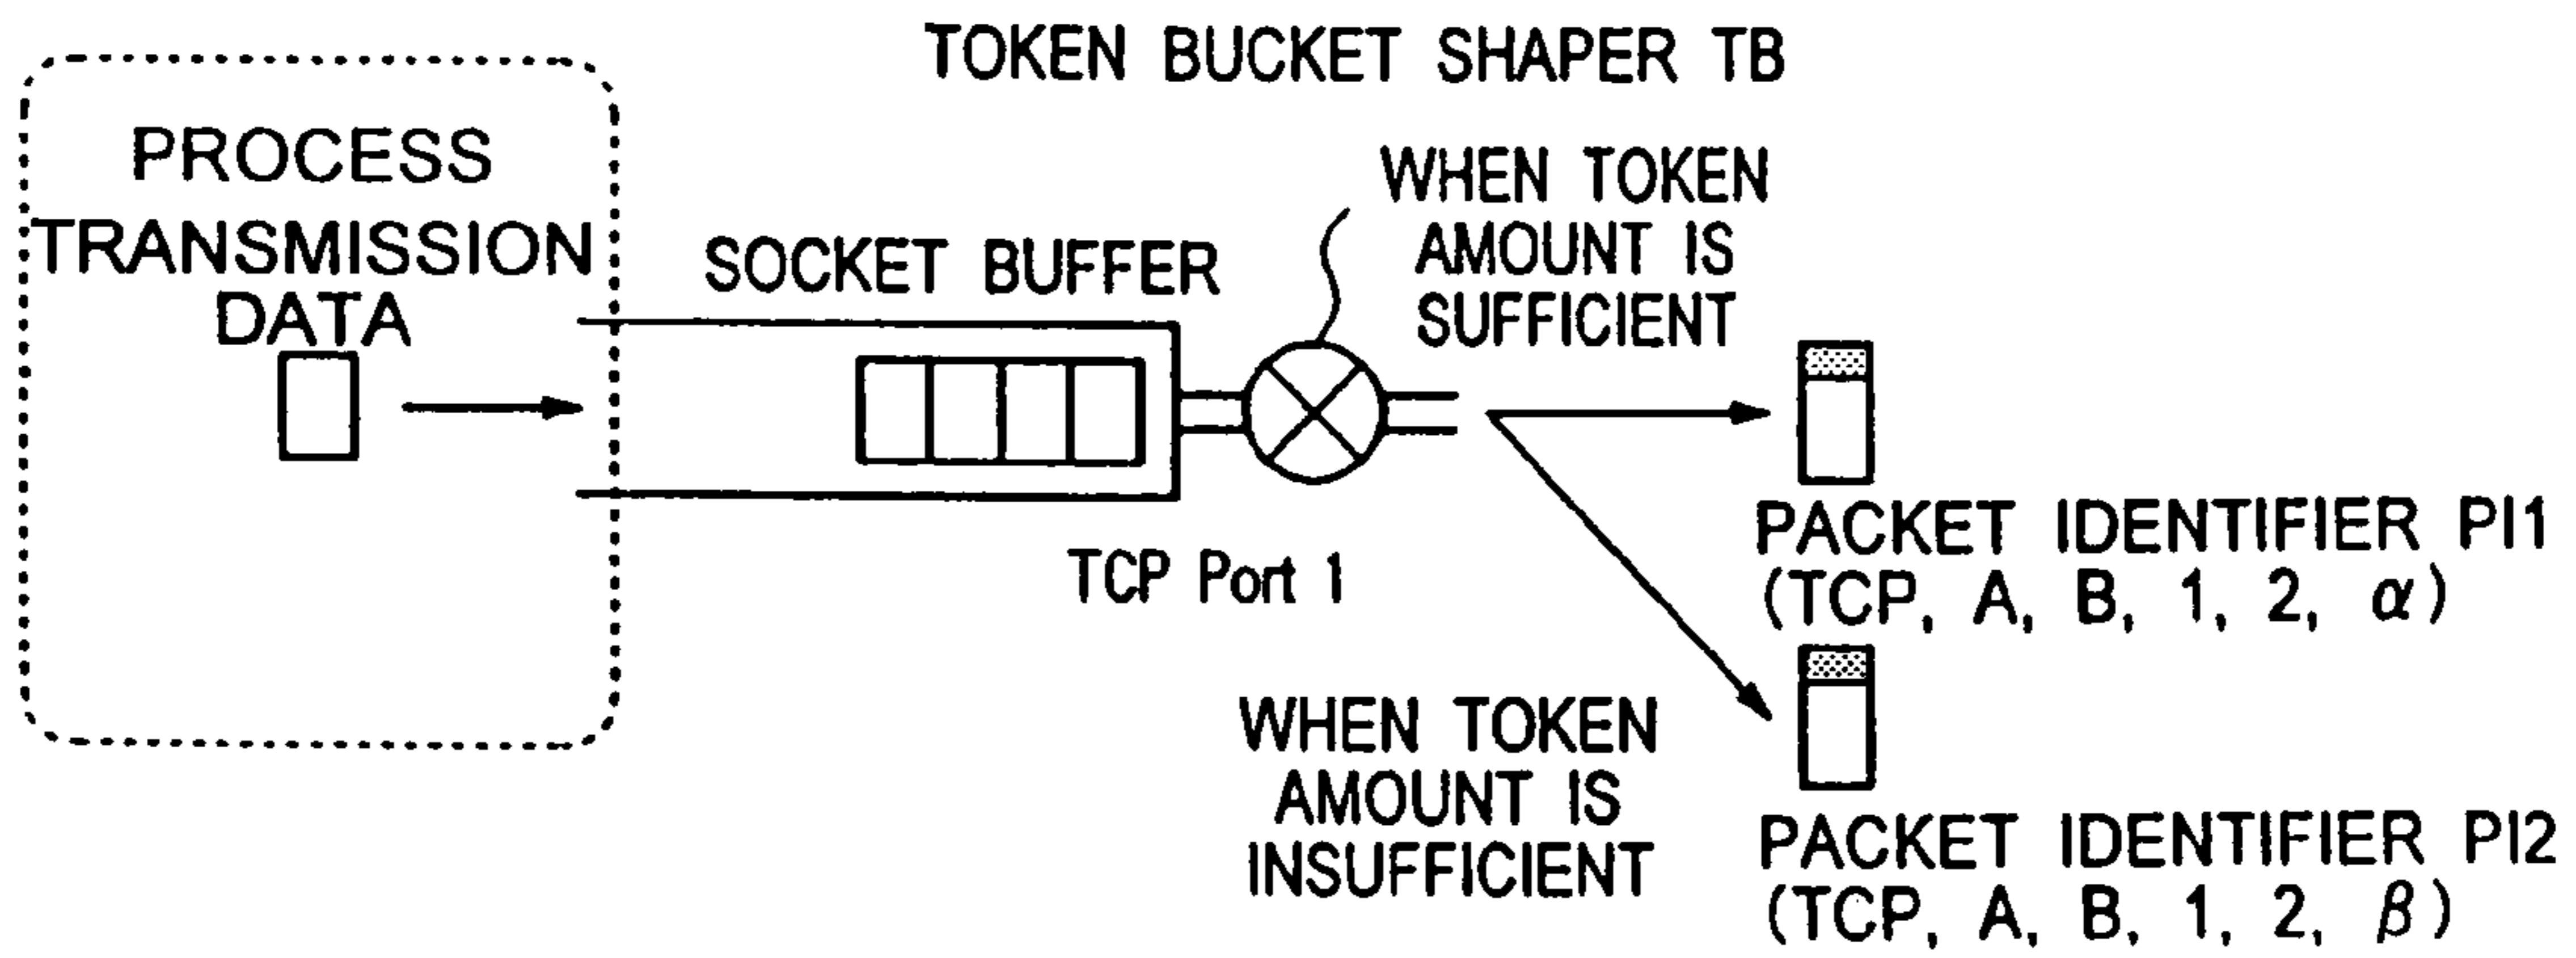 TOKEN BUCKET SHAPER TB
PROCESS
TRANSMISSION
DATA
SOCKET BUFFER
WHEN TOKEN
AMOUNT IS
SUFFICIENT
TCP Port 1
PACKET IDENTIFIER PI1
(TCP, A, B, 1, 2, α)
WHEN TOKEN
AMOUNT IS
INSUFFICIENT
PACKET IDENTIFIER PI2
(TCP, A, B, 1, 2, β)